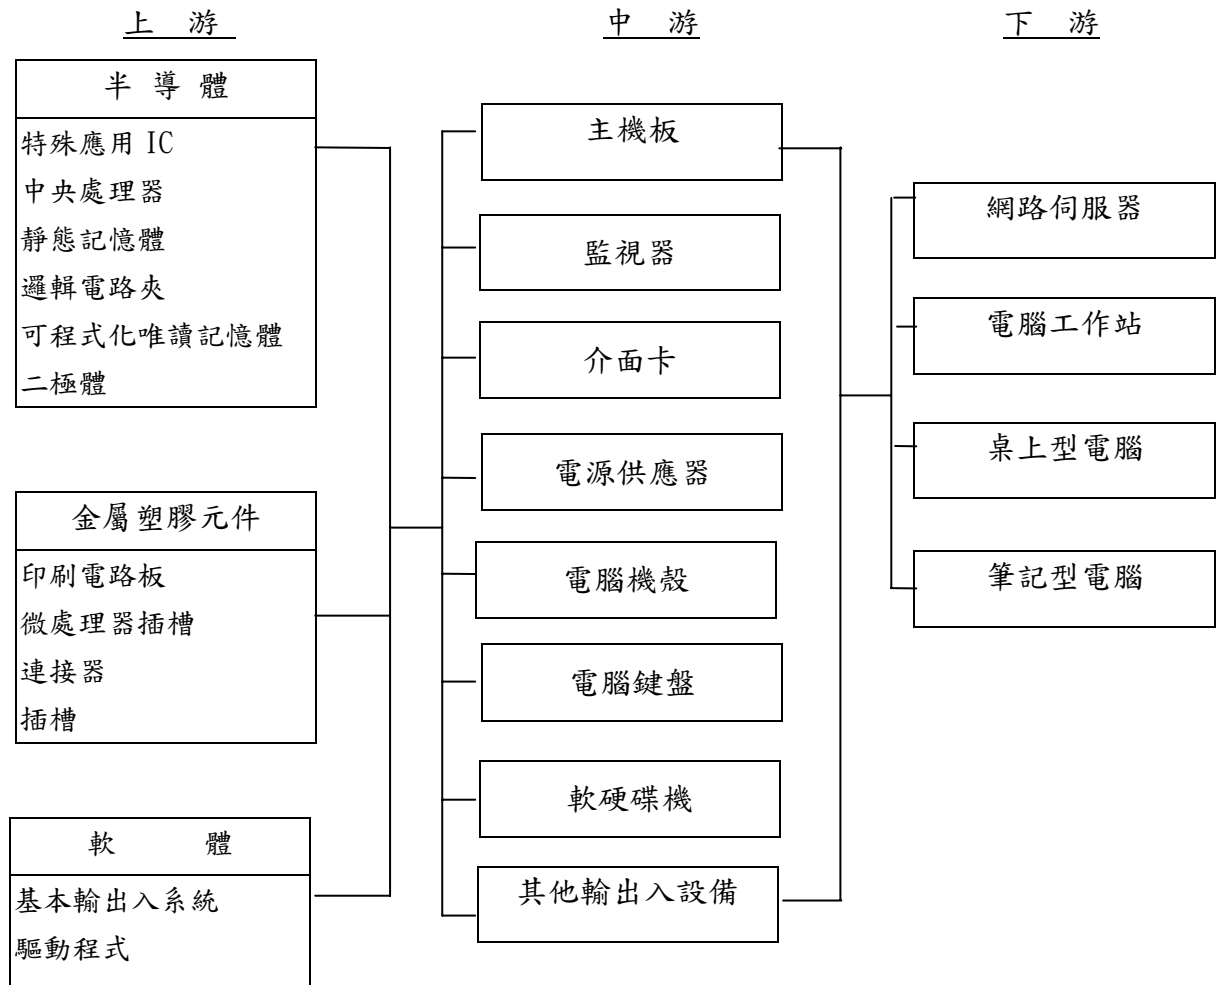 上 游
半 導 體
特殊應用 IC
中央處理器
靜態記憶體
邏輯電路夾
可程式化唯讀記憶體
二極體
金屬塑膠元件
印刷電路板
微處理器插槽
連接器
插槽
軟 體
基本輸出入系統
驅動程式
中 游
主機板
監視器
介面卡
電源供應器
電腦機殼
電腦鍵盤
軟硬碟機
其他輸出入設備
下 游
網路伺服器
電腦工作站
桌上型電腦
筆記型電腦